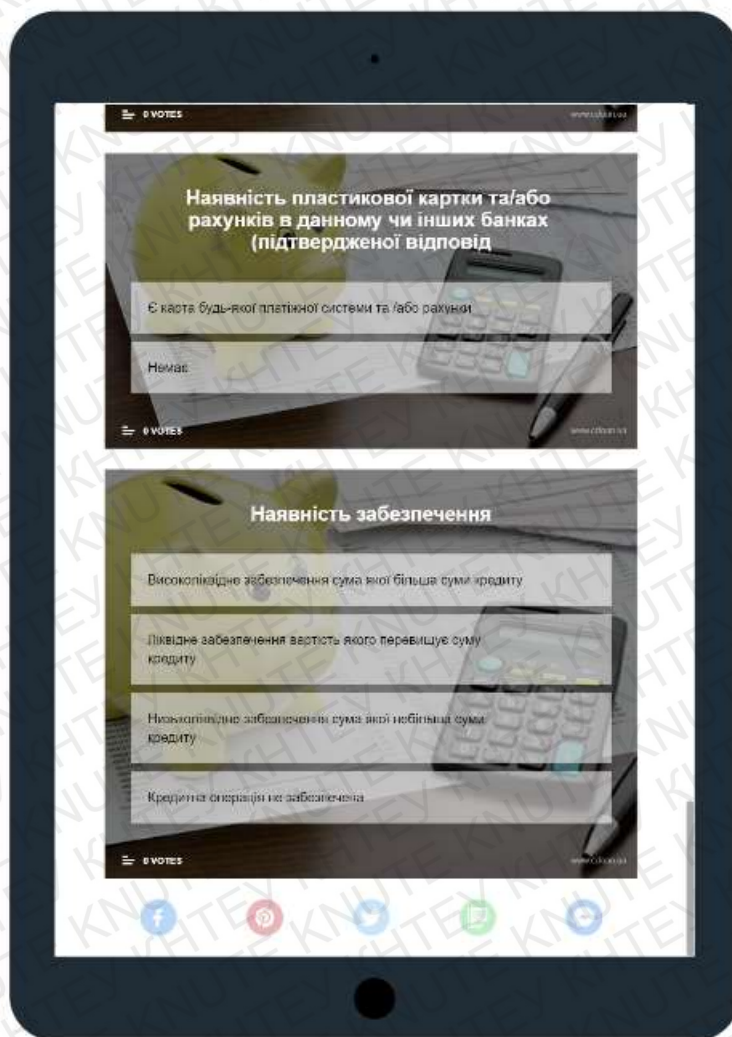 0 VOTES
Наявність пластикової картки та/або
рахунків в данному чи інших банках
(підтвердженої відповід
Є карта будь-якої платіжної системи та /або рахунки
Немає
0 VOTES
Наявність забезпечення
Високоліквідне забезпечення сума якої більша суми кредиту
Ліквідне забезпечення вартість якого перевищує суму
кредиту
Низьколіквідне забезпечення сума якої небільша суми
кредиту
Кредитна операція не забезпечена
0 VOTES